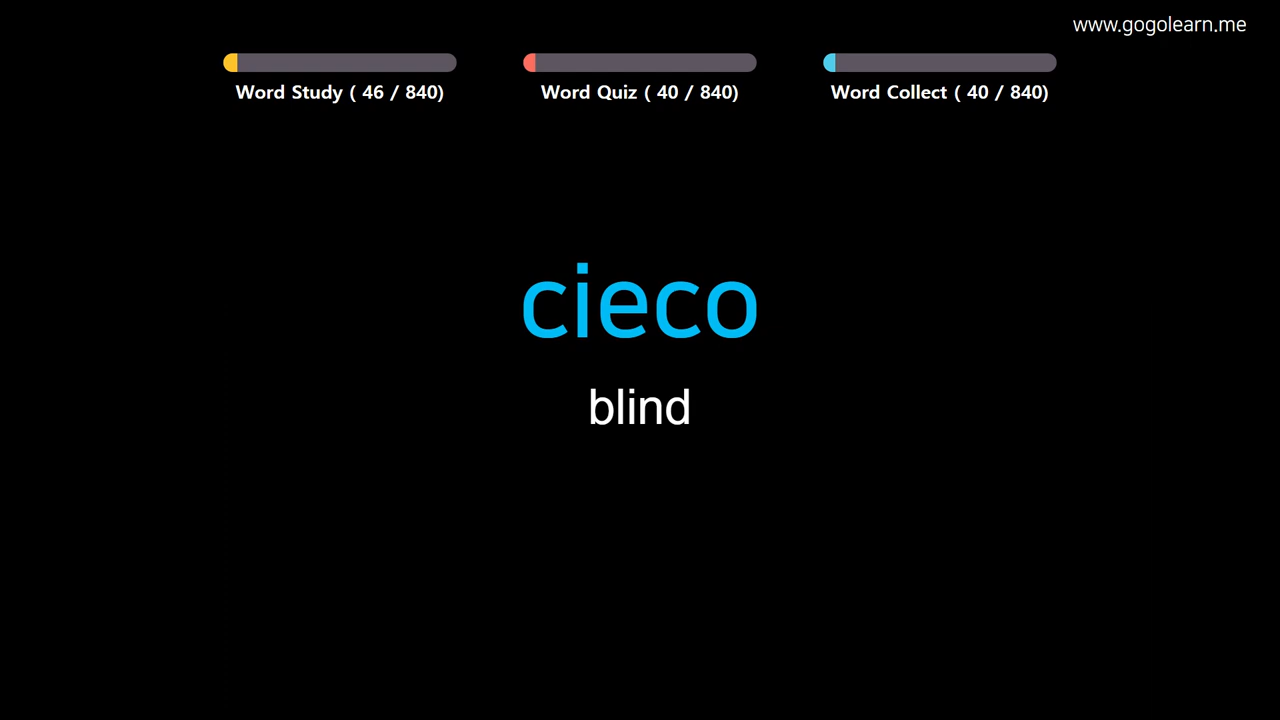 www.gogolearn.me
Word Study ( 46 / 840)
Word Quiz ( 40 / 840)
Word Collect ( 40 / 840)
cieco
blind